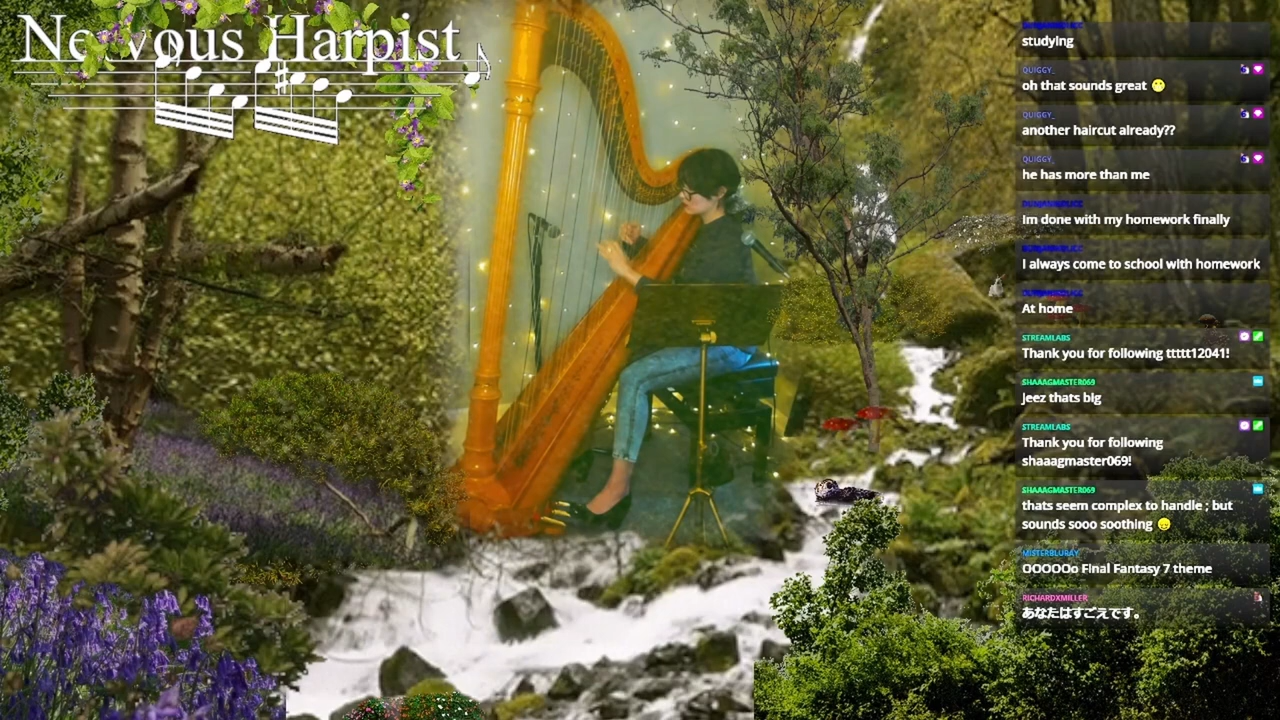 Nervous Harpist
studying
QUIGGY_
oh that sounds great
QUIGGY_
another haircut already??
QUIGGY_
he has more than me
Im done with my homework finally
I always come to school with homework
At home
STREAMLABS
Thank you for following ttttt12041!
SHAAAGMASTER069
Jeez thats big
STREAMLABS
Thank you for following
shaaagmaster069!
SHAAAGMASTER069
thats seem complex to handle ; but
sounds sooo soothing
MISTERBLURAY
OOOOOo Final Fantasy 7 theme
RICHARDXMILLER
あなたはすごえです。